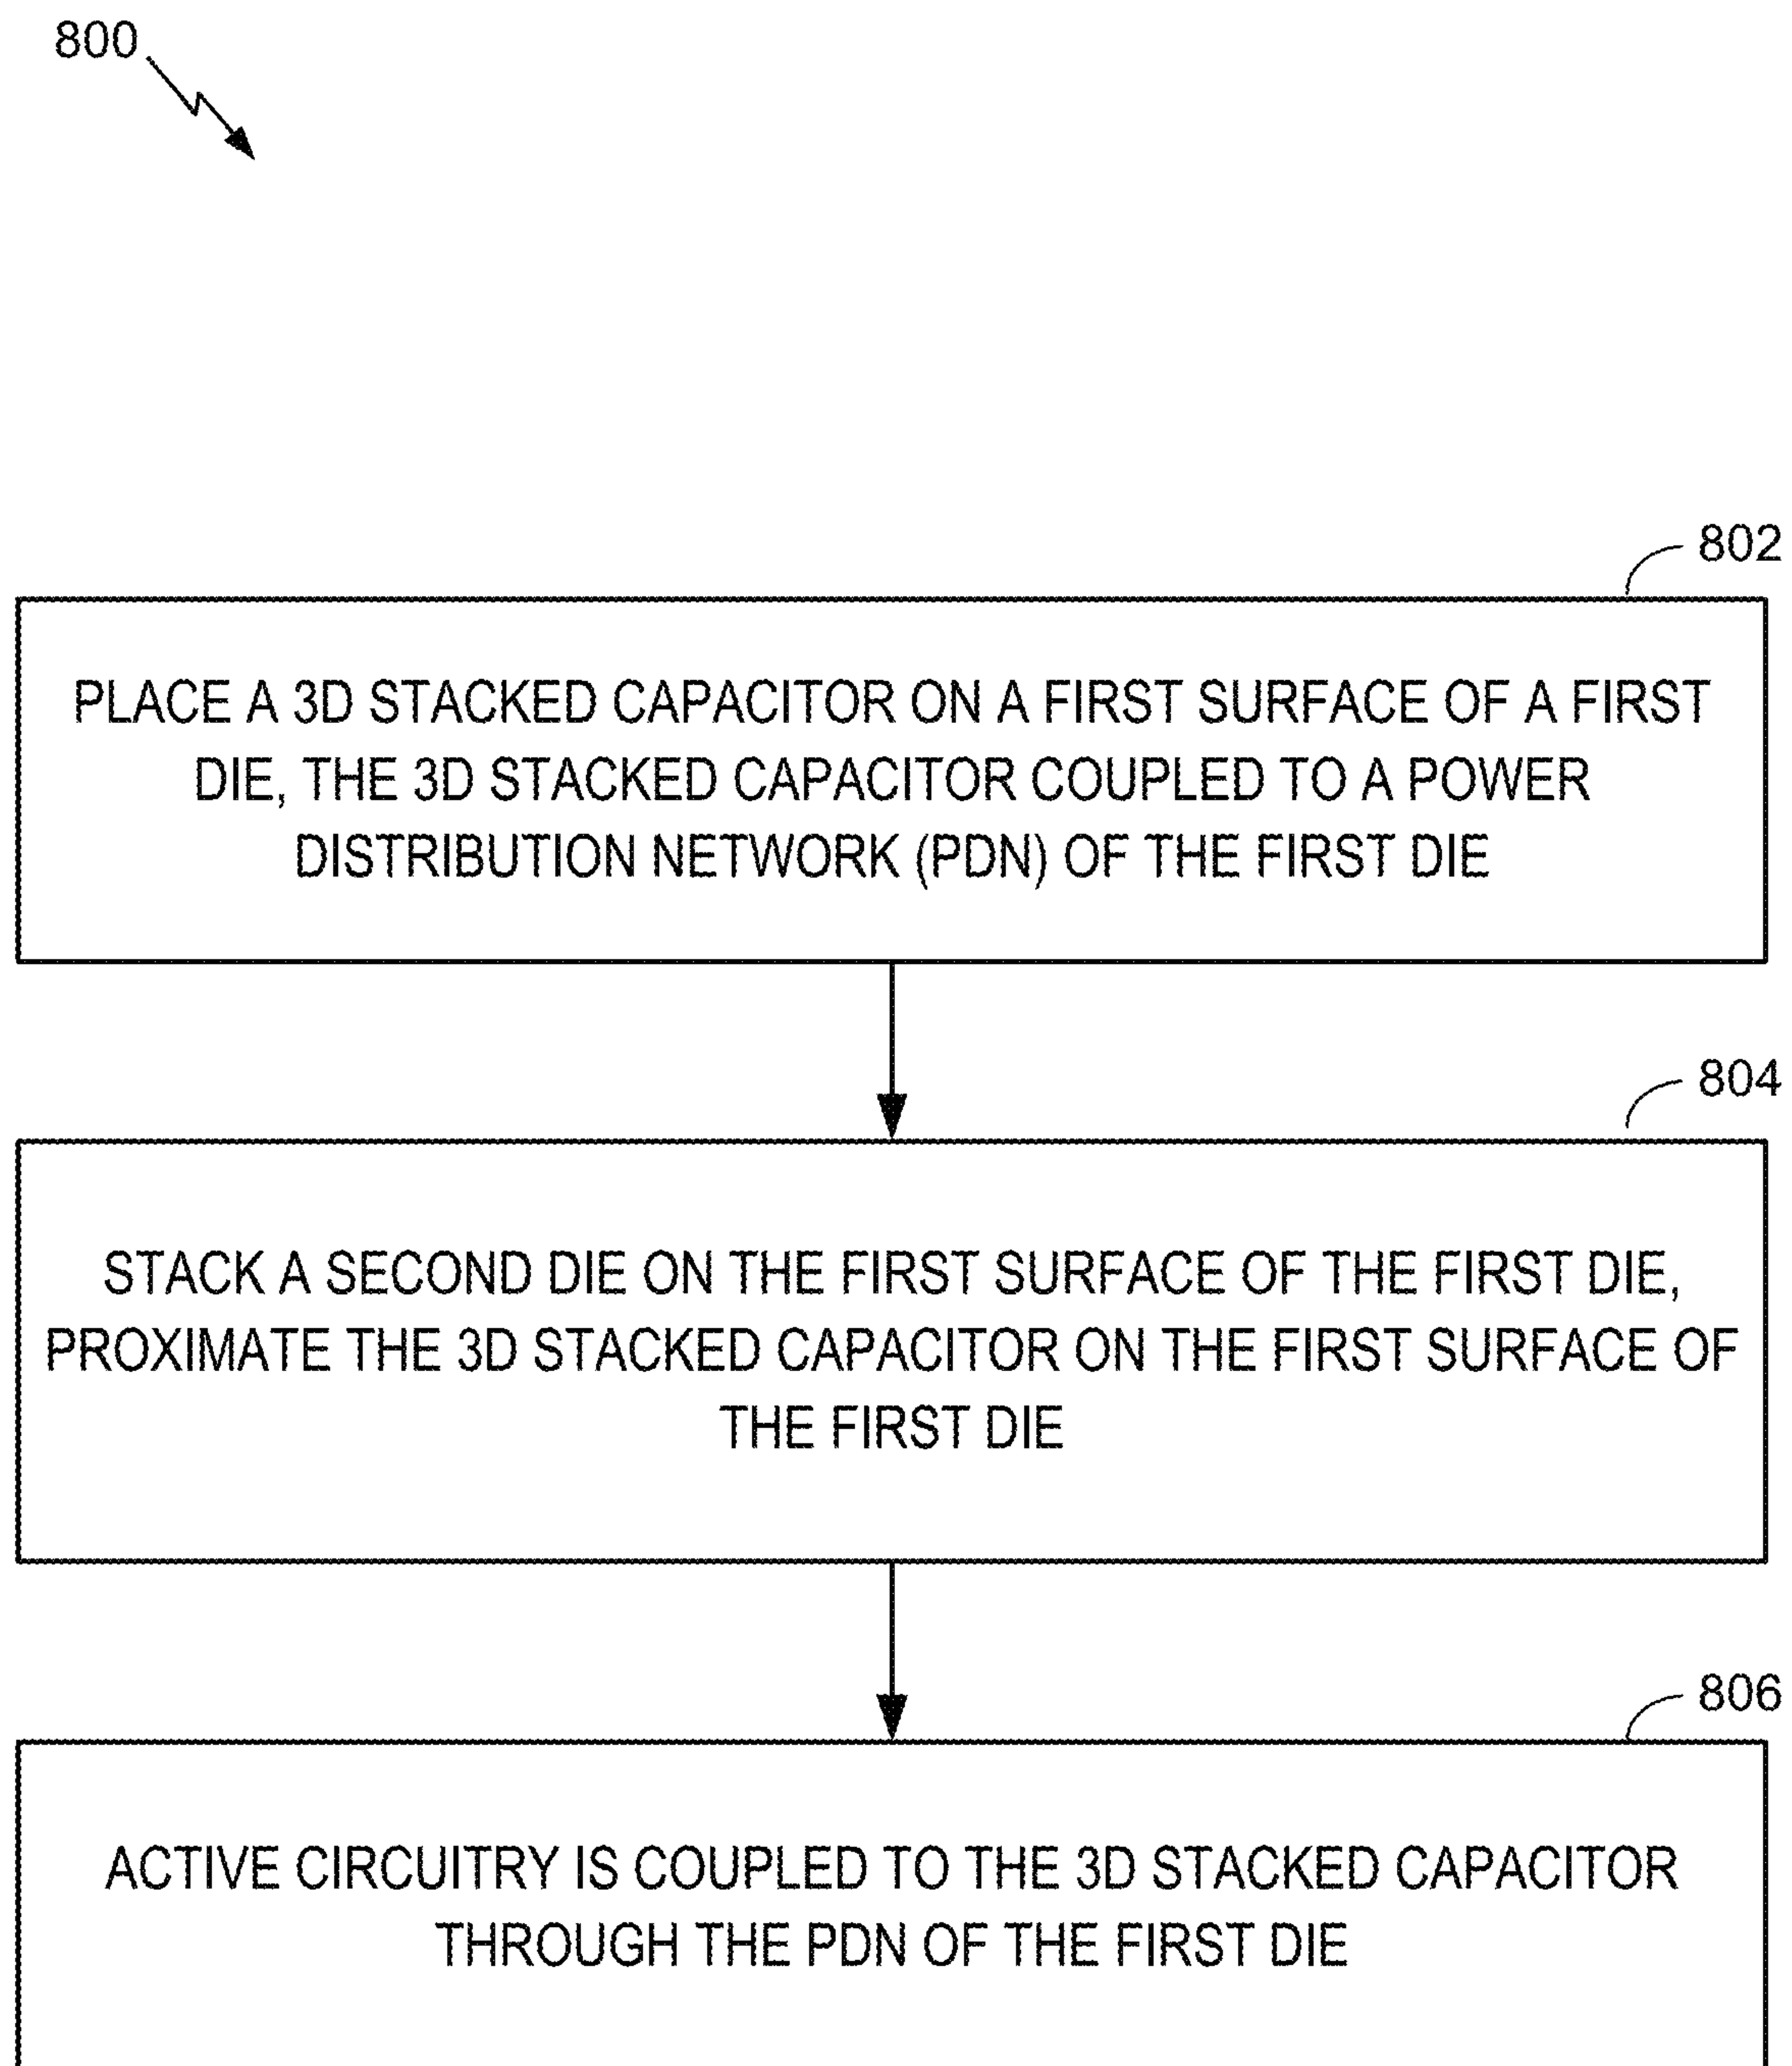 800
802
PLACE A 3D STACKED CAPACITOR ON A FIRST SURFACE OF A FIRST
DIE, THE 3D STACKED CAPACITOR COUPLED TO A POWER
DISTRIBUTION NETWORK (PDN) OF THE FIRST DIE
804
STACK A SECOND DIE ON THE FIRST SURFACE OF THE FIRST DIE,
PROXIMATE THE 3D STACKED CAPACITOR ON THE FIRST SURFACE OF
THE FIRST DIE
806
ACTIVE CIRCUITRY IS COUPLED TO THE 3D STACKED CAPACITOR
THROUGH THE PDN OF THE FIRST DIE